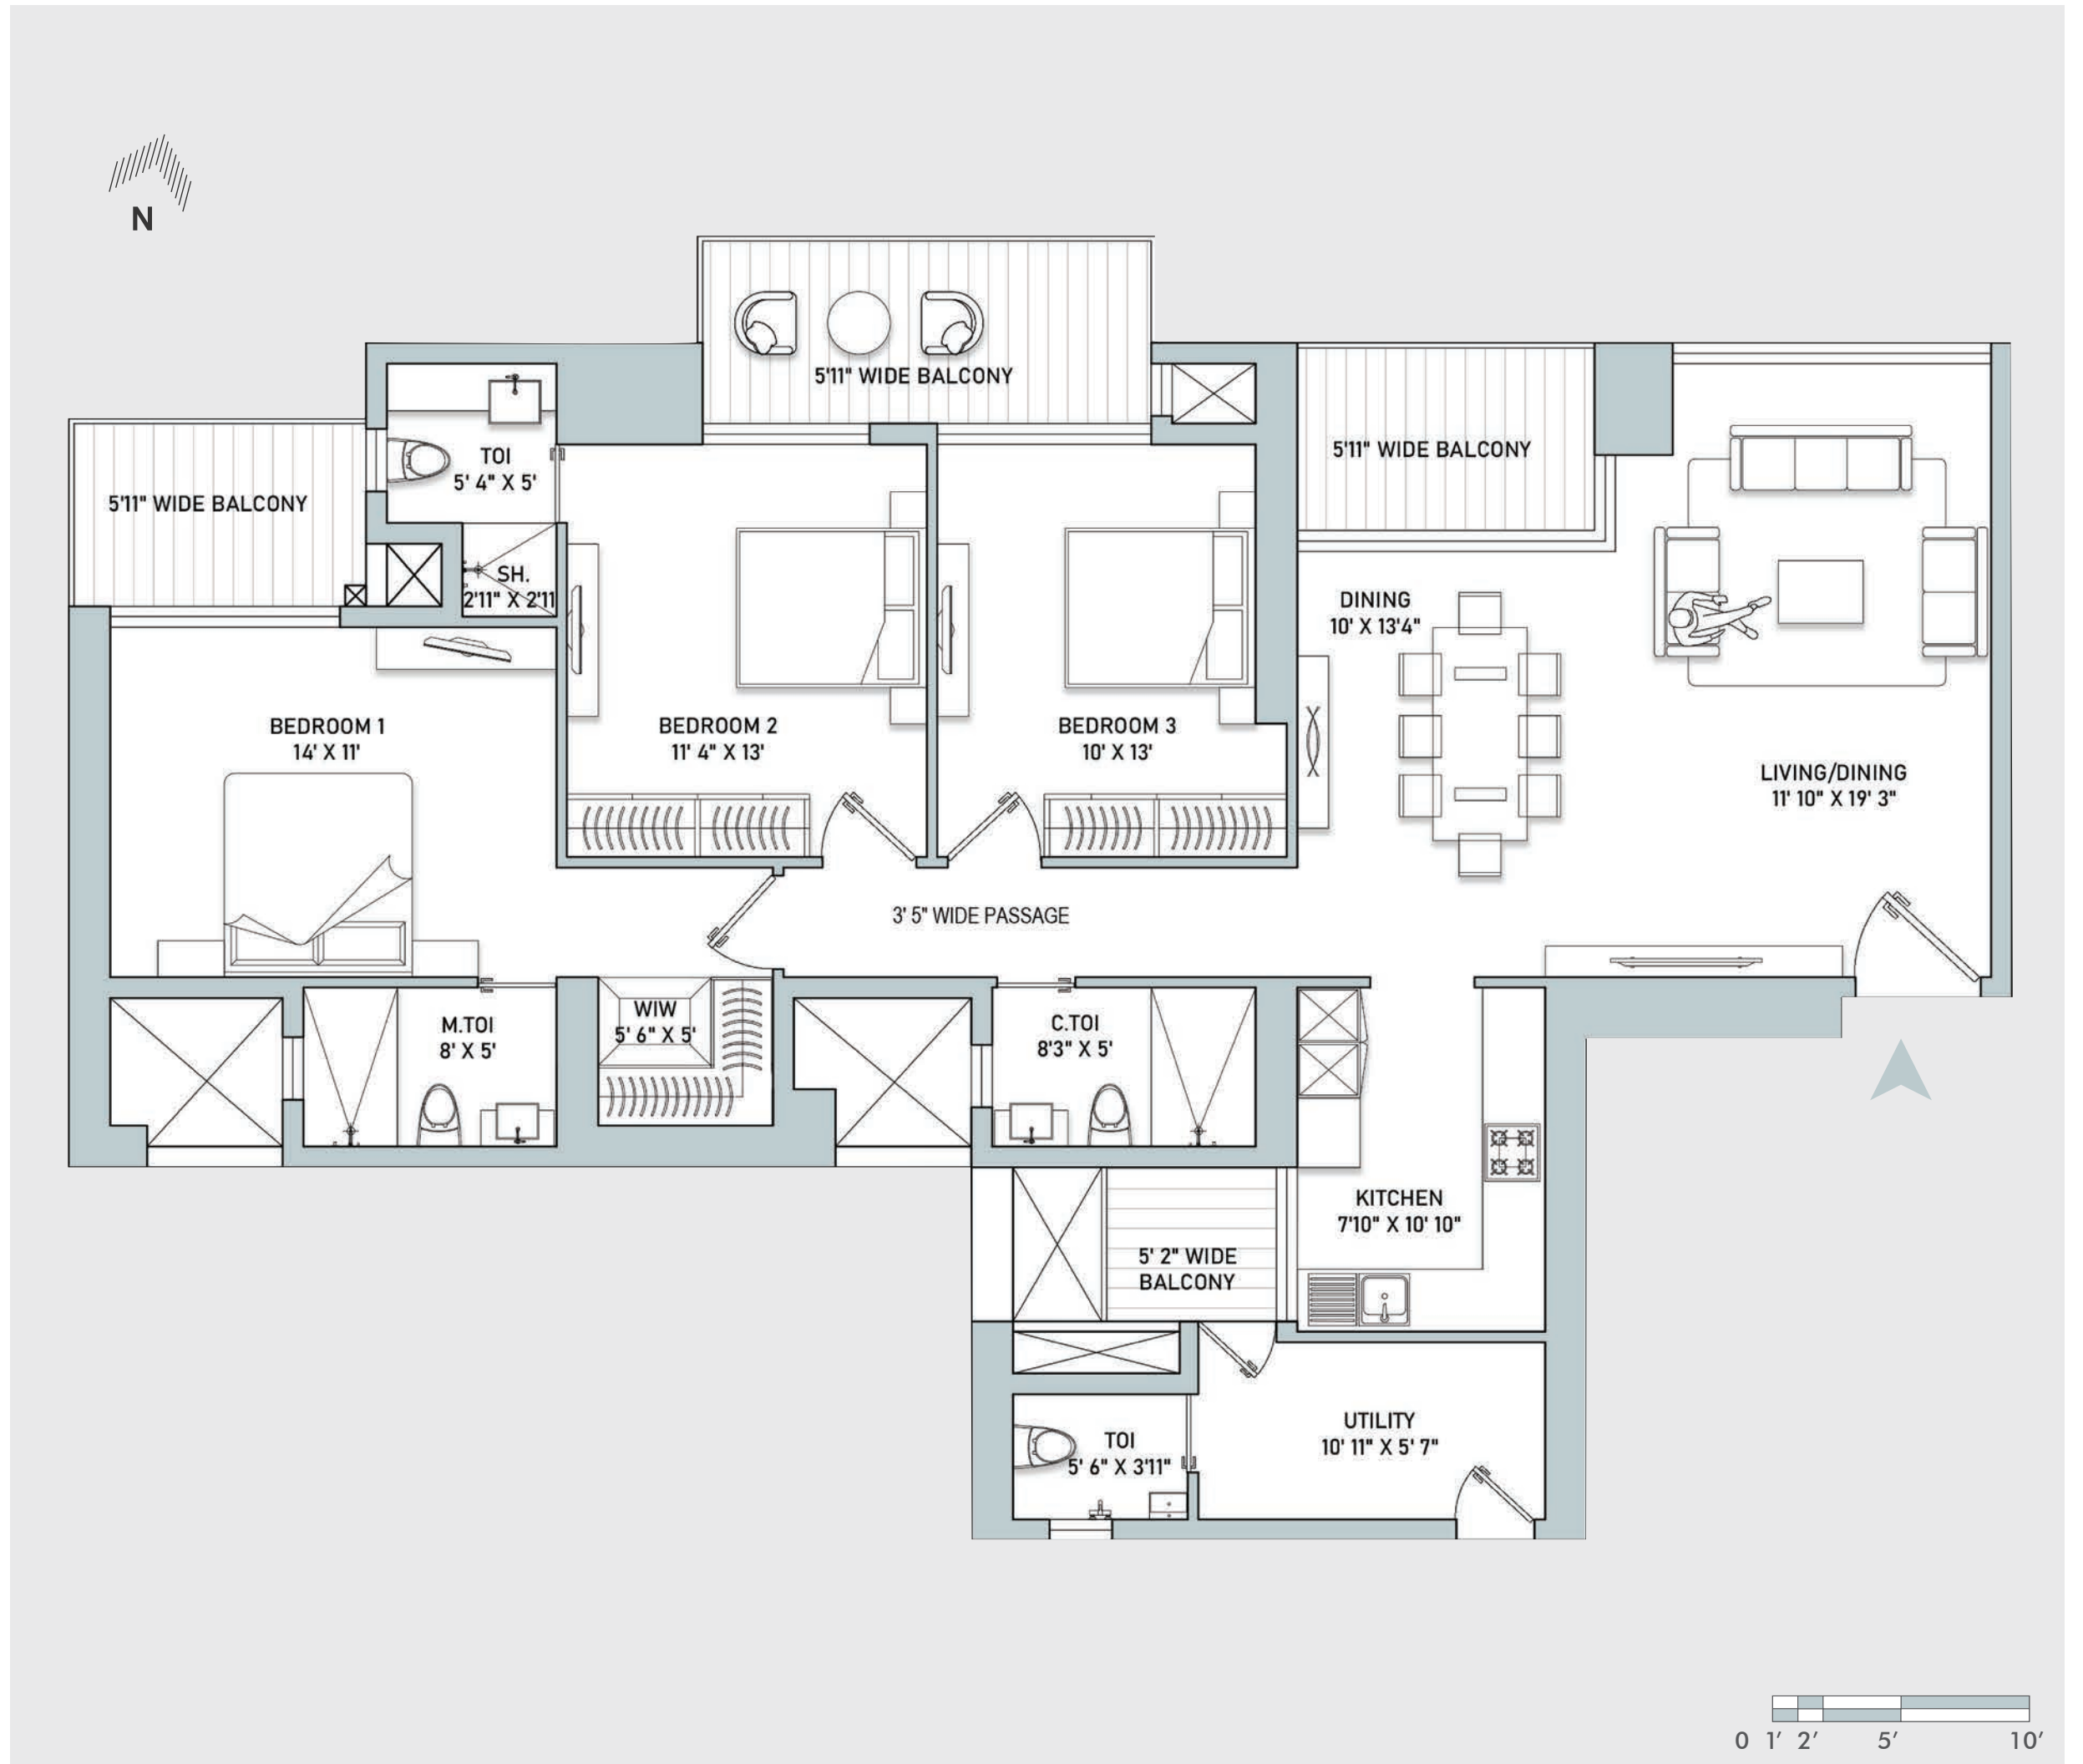 N
5'11" WIDE BALCONY
TOI
5' 4" X 5'
5'11" WIDE BALCONY
5'11" WIDE BALCONY
SH.
2'11" X 2'11
DINING
10' X 13'4"
BEDROOM 1
14' X 11'
BEDROOM 2
11' 4" X 13'
BEDROOM 3
10' X 13'
LIVING/DINING
11' 10" X 19' 3"
3' 5" WIDE PASSAGE
M.TOI
8' X 5'
WIW
5' 6" X 5'
C.TOI
8'3" X 5'
KITCHEN
7'10" X 10' 10"
5' 2" WIDE
BALCONY
TOI
5' 6" X 3'11"
UTILITY
10' 11" X 5' 7"
0 1' 2' 5' 10'